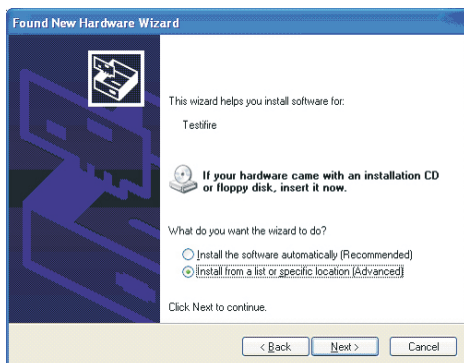 Found New Hardware Wizard
This wizard helps you install software for:
Testifire
If your hardware came with an installation CD
or floppy disk, insert it now.
What do you want the wizard to do?
Install the software automatically (Recommended)
Install from a list or specific location (Advanced)
Click Next to continue.
< Back
Next >
Cancel